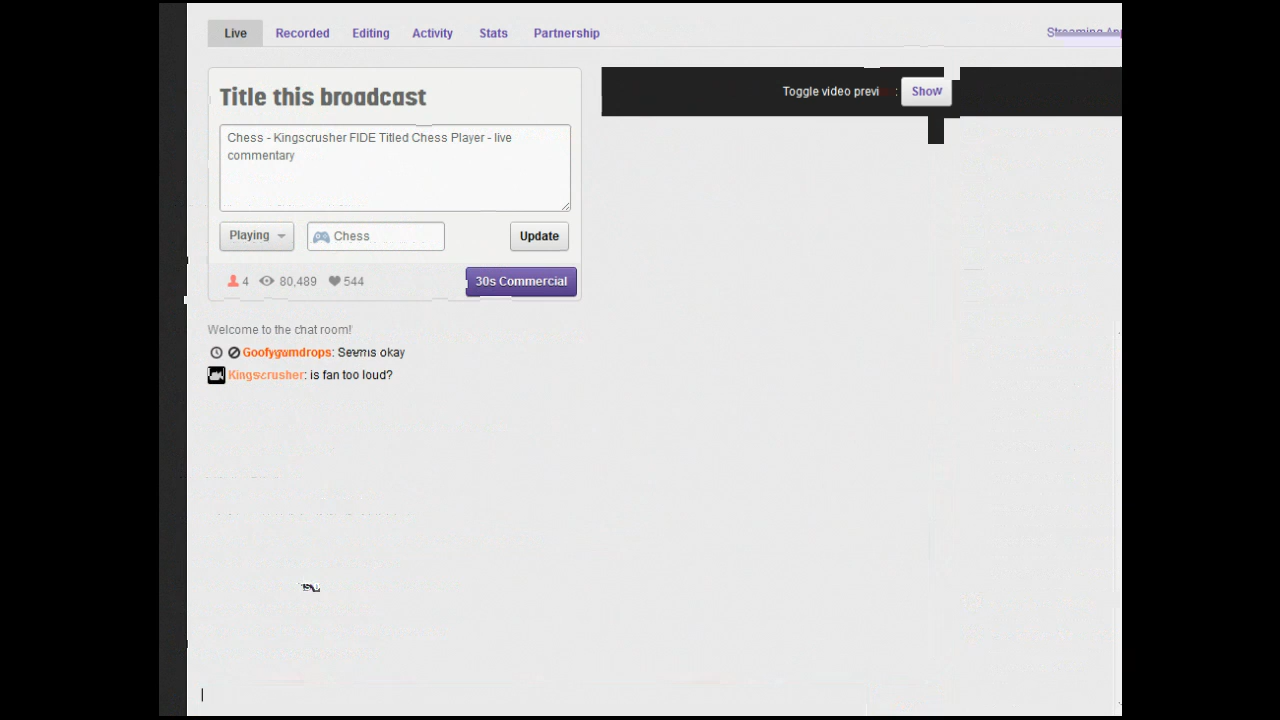 Live Recorded Editing Activity Stats Partnership Streaming
Title this broadcast
Chess - Kingscrusher FIDE Titled Chess Player - live
commentary
Playing Chess Update
4 80,489 544 30s Commercial
Toggle video previ : Show
Welcome to the chat room!
Goofygumdrops: Seems okay
Kingscrusher: is fan too loud?